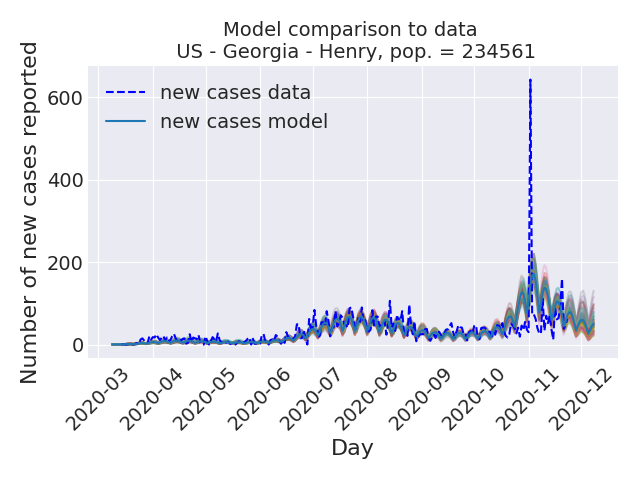 Model comparison to data
US - Georgia - Henry, pop. = 234561
Number of new cases reported
600
400
200
0
new cases data
new cases model
2020-03
2020-04
2020-05
2020-06
2020-07
2020-08
2020-09
2020-10
2020-11
2020-12
Day